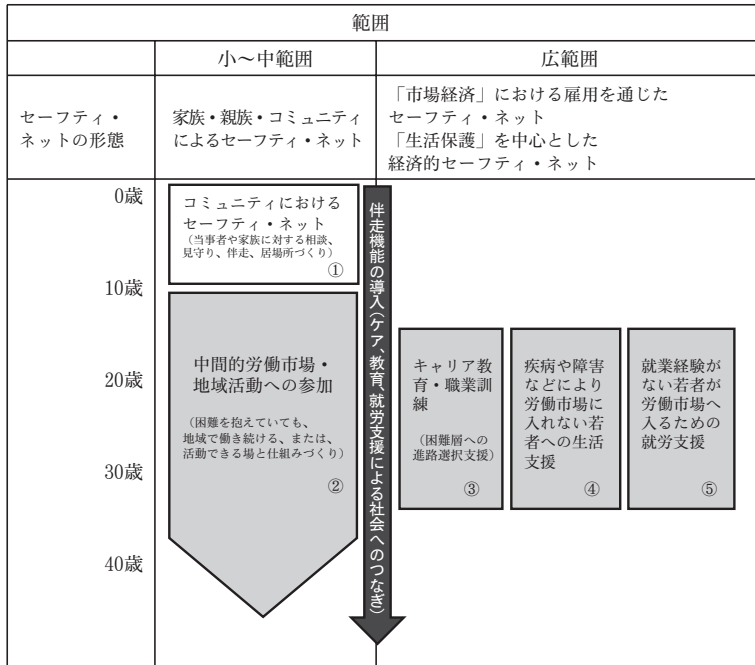 範囲
小～中範囲
広範囲
セーフティ・
ネットの形態
家族・親族・コミュニティ
によるセーフティ・ネット
「市場経済」における雇用を通じた
セーフティ・ネット
「生活保護」を中心とした
経済的セーフティ・ネット
0歳
10歳
20歳
30歳
40歳
コミュニティにおける
セーフティ・ネット
（当事者や家族に対する相談、
見守り、伴走、居場所づくり）
①
中間的労働市場・
地域活動への参加
（困難を抱えていても、
地域で働き続ける、または、
活動できる場と仕組みづくり）
②
伴走機能の導入（ケア、教育、就労支援による社会へのつなぎ）
キャリア教
育・職業訓
練
（困難層への
進路選択支援）
③
疾病や障害
などにより
労働市場に
入れない若
者への生活
支援
④
就業経験が
ない若者が
労働市場へ
入るための
就労支援
⑤